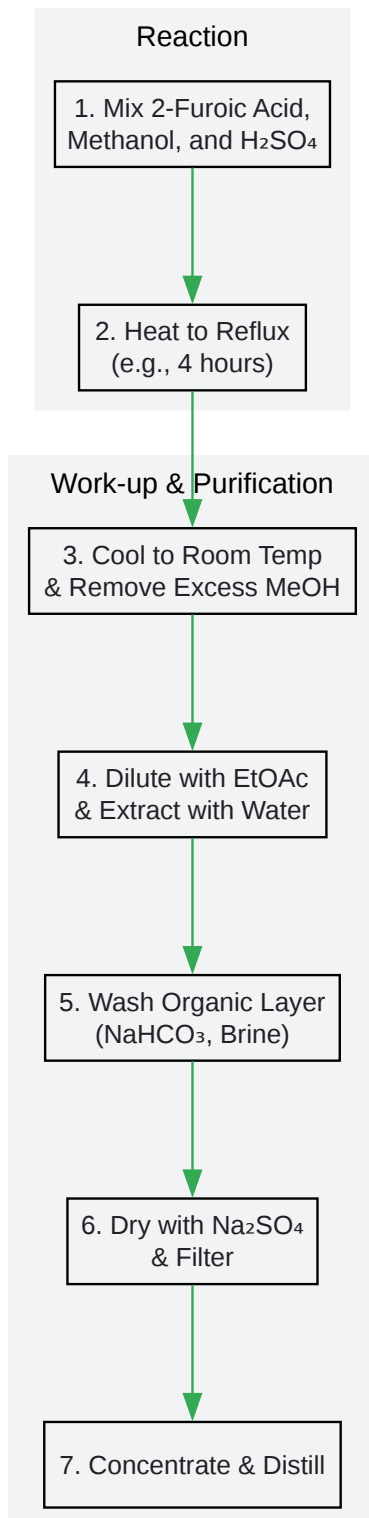 Reaction
1. Mix 2-Furoic Acid,
Methanol, and H₂SO₄
2. Heat to Reflux
(e.g., 4 hours)
Work-up & Purification
3. Cool to Room Temp
& Remove Excess MeOH
4. Dilute with EtOAc
& Extract with Water
5. Wash Organic Layer
(NaHCO₃, Brine)
6. Dry with Na₂SO₄
& Filter
7. Concentrate & Distill